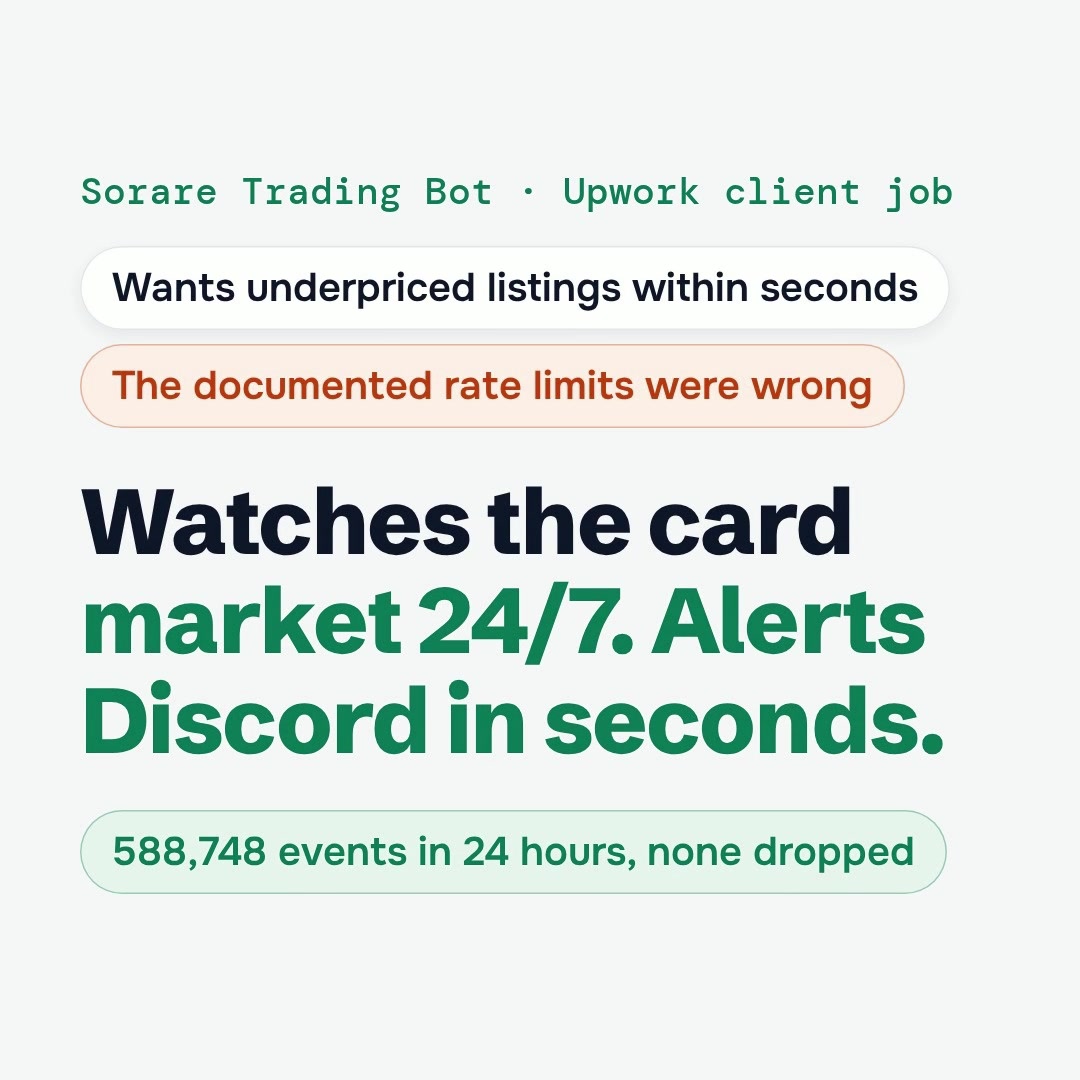 Sorare Trading Bot · Upwork client job
Wants underpriced listings within seconds
The documented rate limits were wrong
Watches the card
market 24/7. Alerts
Discord in seconds.
588,748 events in 24 hours, none dropped